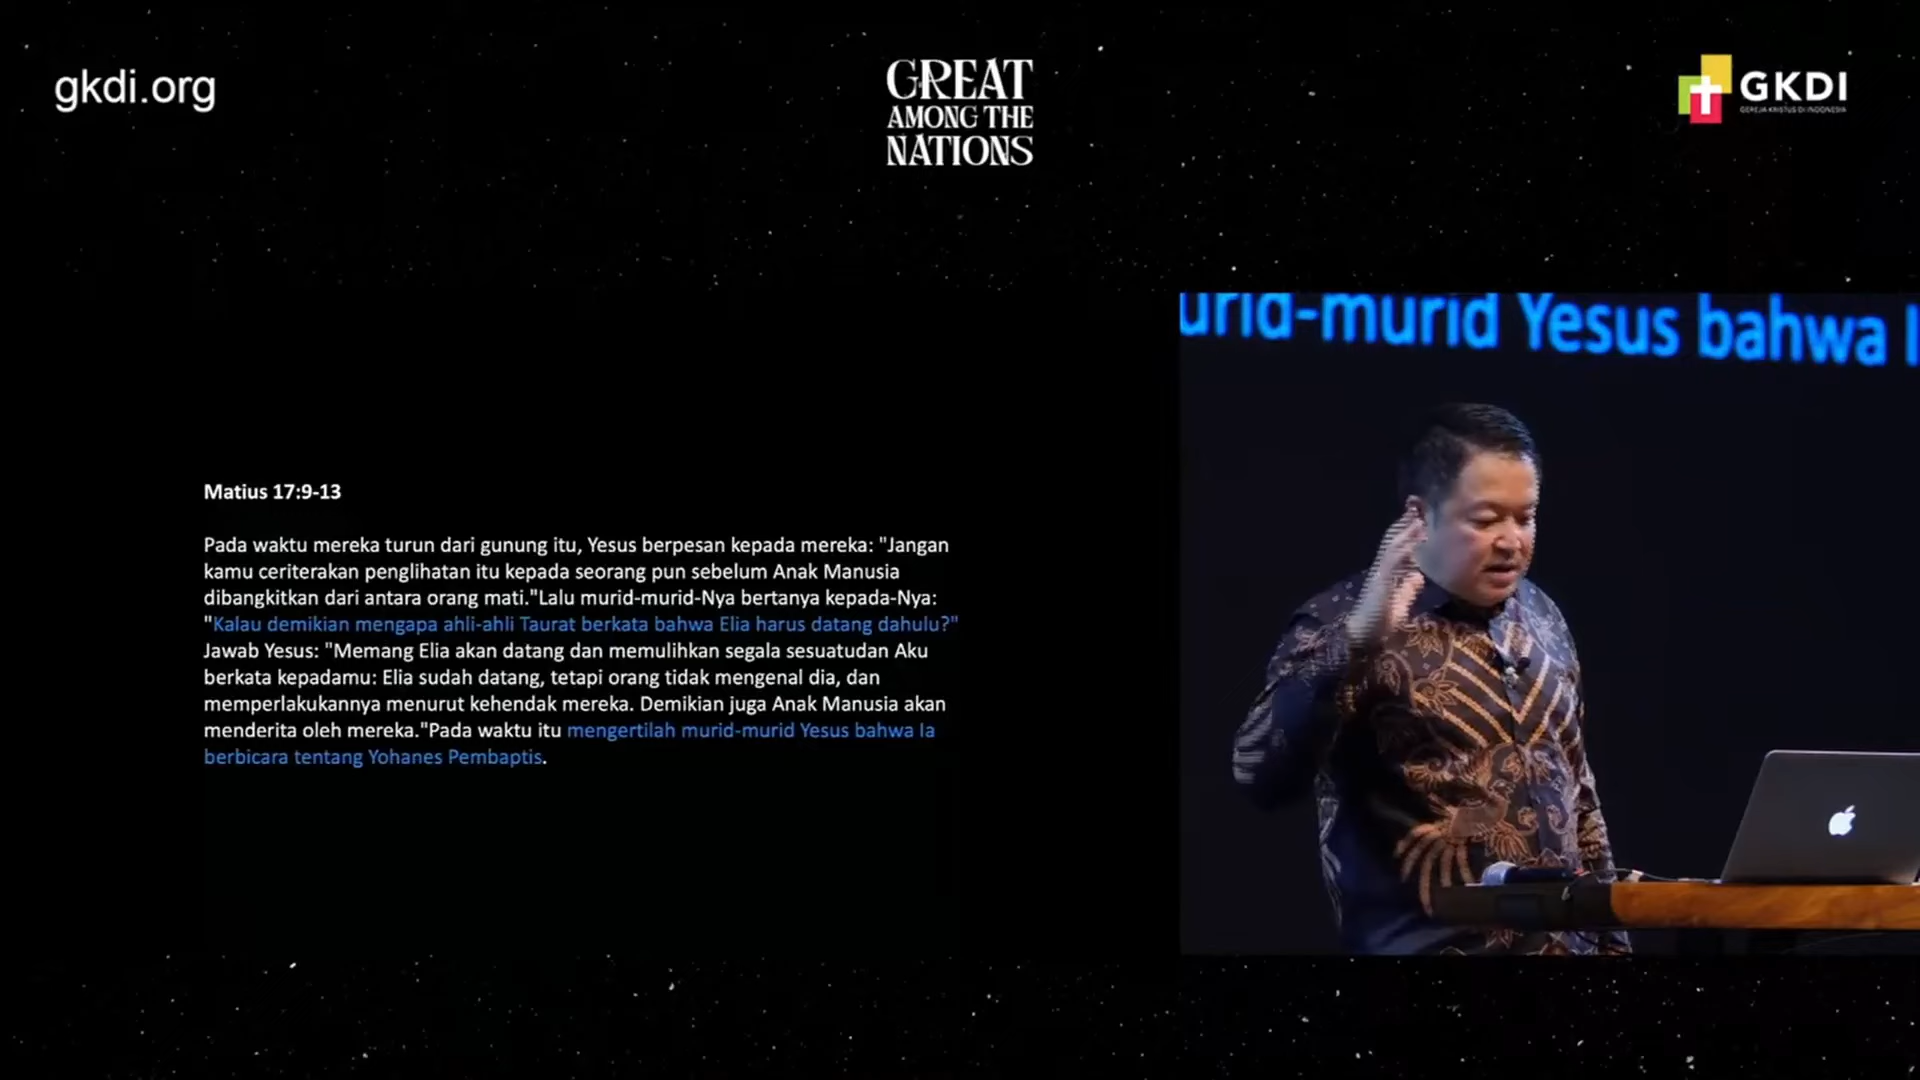 gkdi.org
GREAT
AMONG THE
NATIONS
GKDI
GEREJA KRISTUS DI INDONESIA
Matius 17:9-13
Pada waktu mereka turun dari gunung itu, Yesus berpesan kepada mereka: "Jangan
kamu ceriterakan penglihatan itu kepada seorang pun sebelum Anak Manusia
dibangkitkan dari antara orang mati."Lalu murid-murid-Nya bertanya kepada-Nya:
"Kalau demikian mengapa ahli-ahli Taurat berkata bahwa Elia harus datang dahulu?"
Jawab Yesus: "Memang Elia akan datang dan memulihkan segala sesuatudan Aku
berkata kepadamu: Elia sudah datang, tetapi orang tidak mengenal dia, dan
memperlakukannya menurut kehendak mereka. Demikian juga Anak Manusia akan
menderita oleh mereka."Pada waktu itu mengertilah murid-murid Yesus bahwa Ia
berbicara tentang Yohanes Pembaptis.
urid-murid Yesus bahwa I